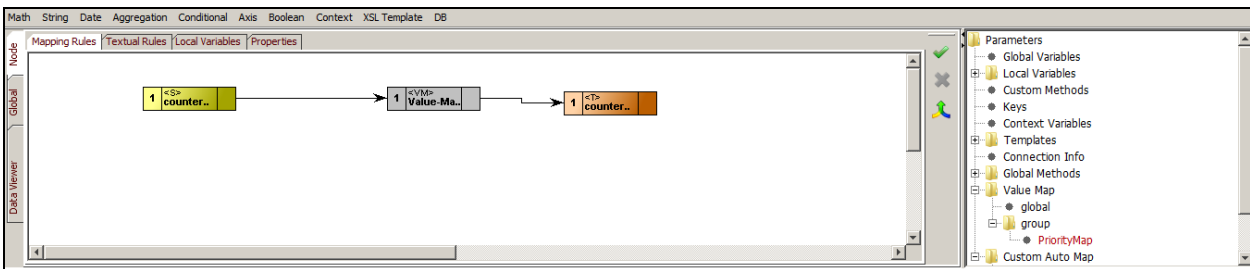 Math String Date Aggregation Conditional Axis Boolean Context XSL Template DB
Node
Global
Data Viewer
Mapping Rules Textual Rules Local Variables Properties
1 <S> counter..
1 <VM> Value-Ma..
1 <T> counter..
Parameters
Global Variables
Local Variables
Custom Methods
Keys
Context Variables
Templates
Connection Info
Global Methods
Value Map
global
group
PriorityMap
Custom Auto Map